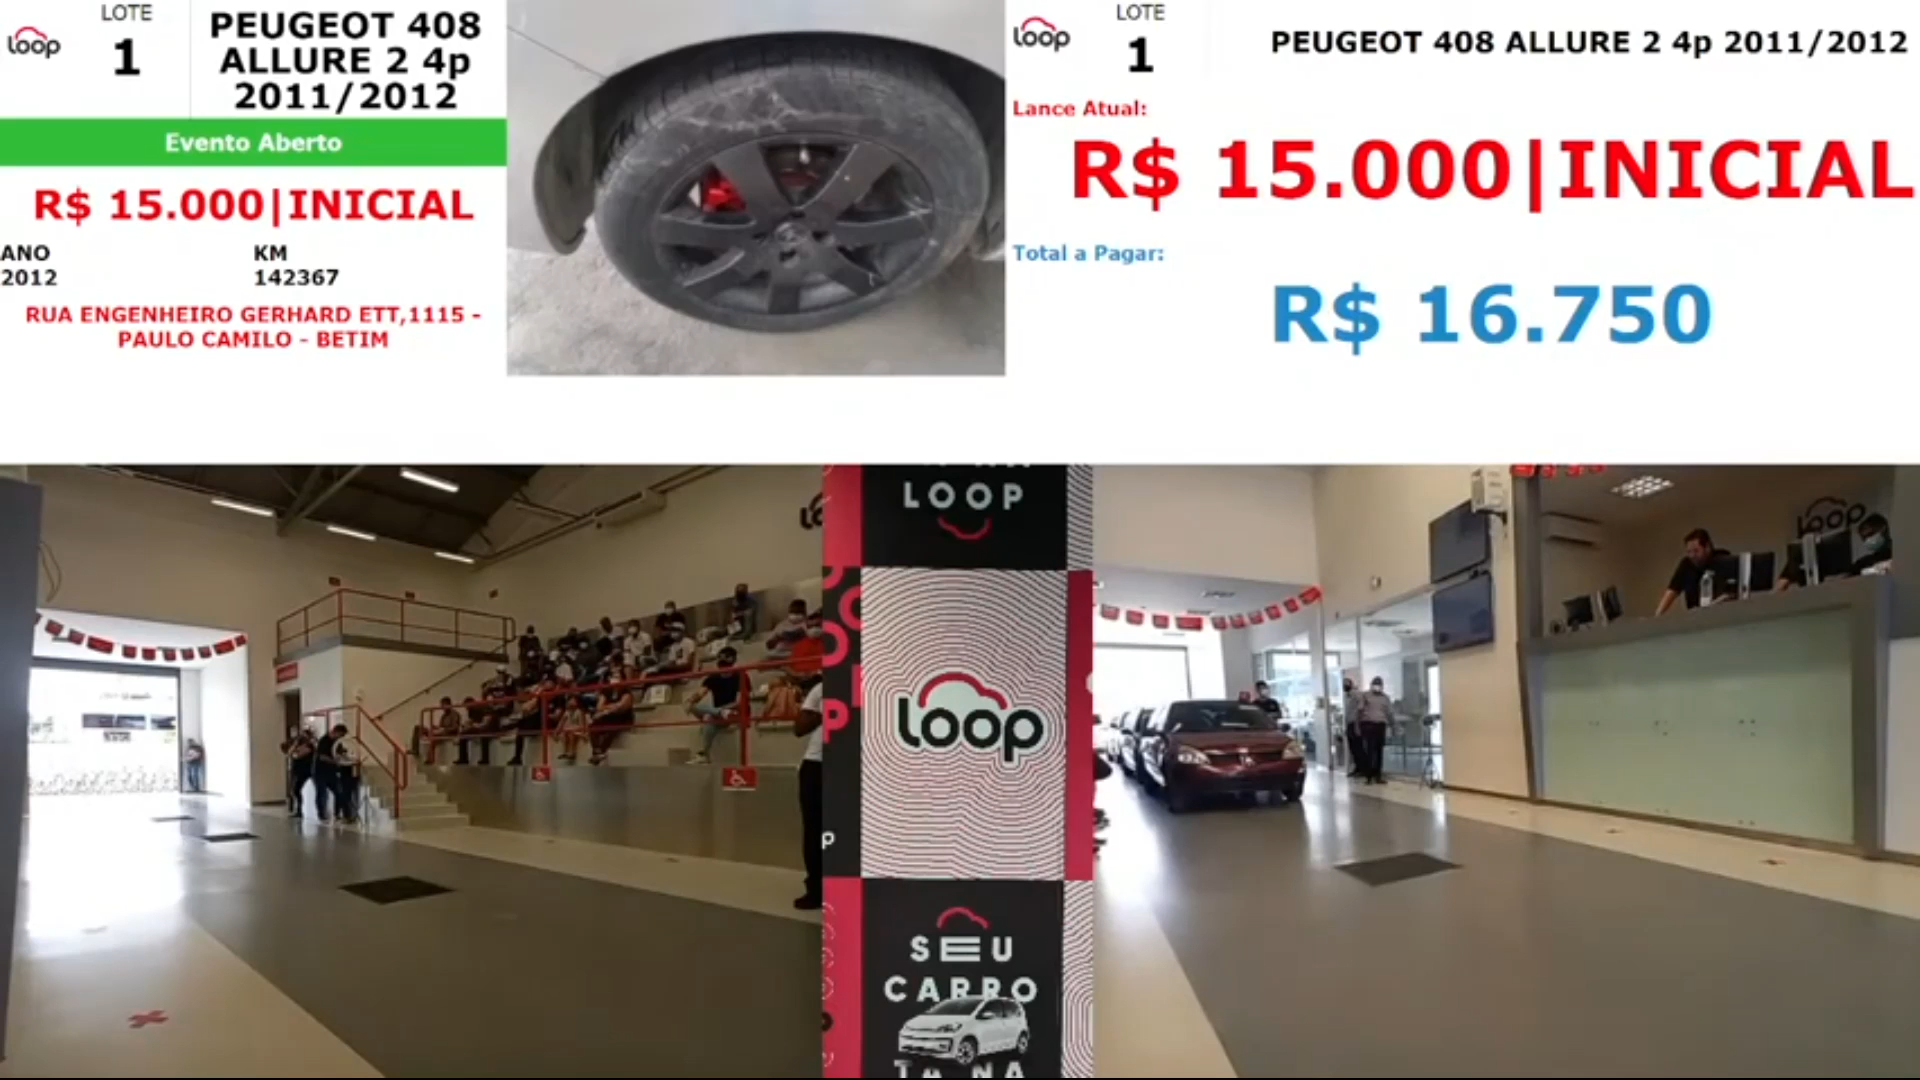 loop
LOTE
1
PEUGEOT 408
ALLURE 2 4p
2011/2012
Evento Aberto
R$ 15.000|INICIAL
ANO
2012
KM
142367
RUA ENGENHEIRO GERHARD ETT,1115 -
PAULO CAMILO - BETIM
loop
LOTE
1
PEUGEOT 408 ALLURE 2 4p 2011/2012
Lance Atual:
R$ 15.000|INICIAL
Total a Pagar:
R$ 16.750
LOOP
loop
SEU
CARRO
NA
loop